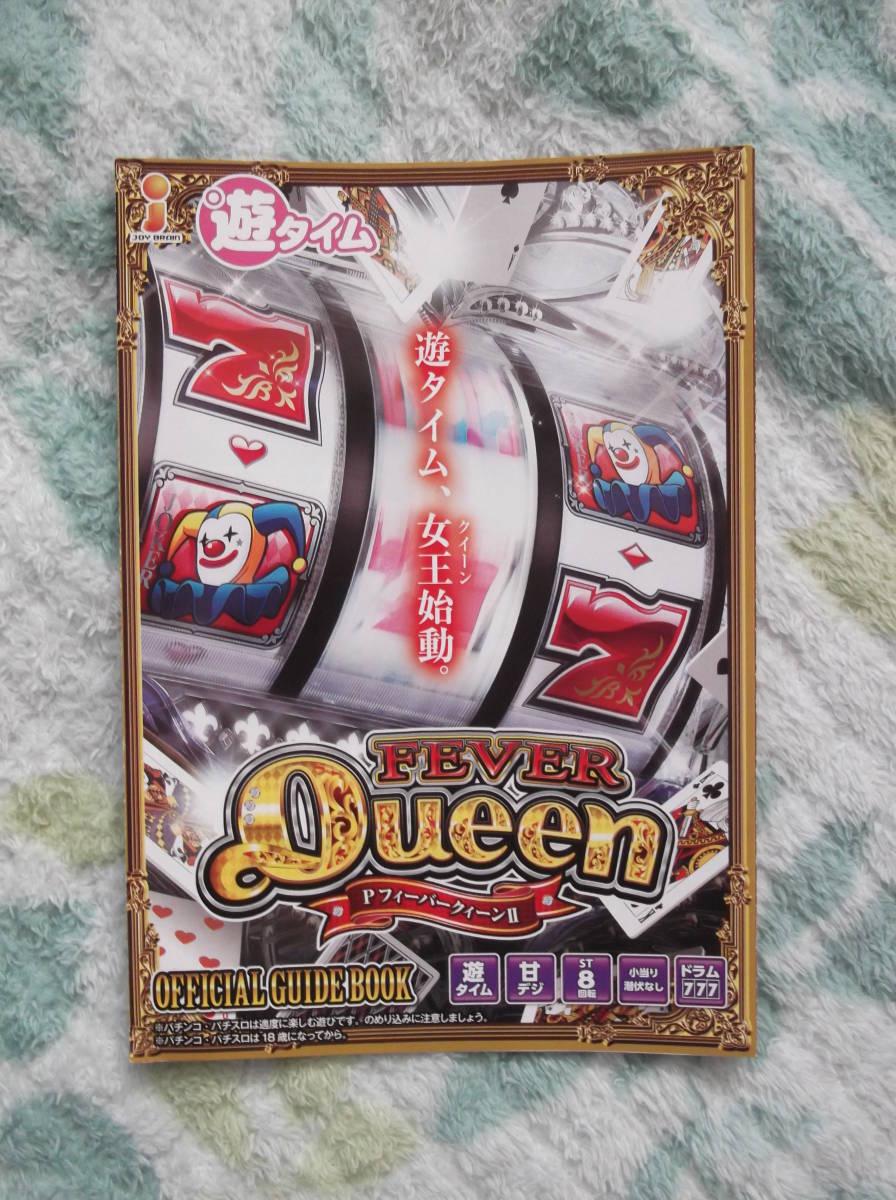 JOY BRAIN
遊タイム
遊タイム、女王始動。
クイーン
JOKER
FEVER
Queen
PフィーバークィーンⅡ
OFFICIAL GUIDE BOOK
遊
タイム
甘
デジ
ST
8
回転
小当り
潜伏なし
ドラム
777
※パチンコ・パチスロは適度に楽しむ遊びです。のめり込みに注意しましょう。
※パチンコ・パチスロは18歳になってから。